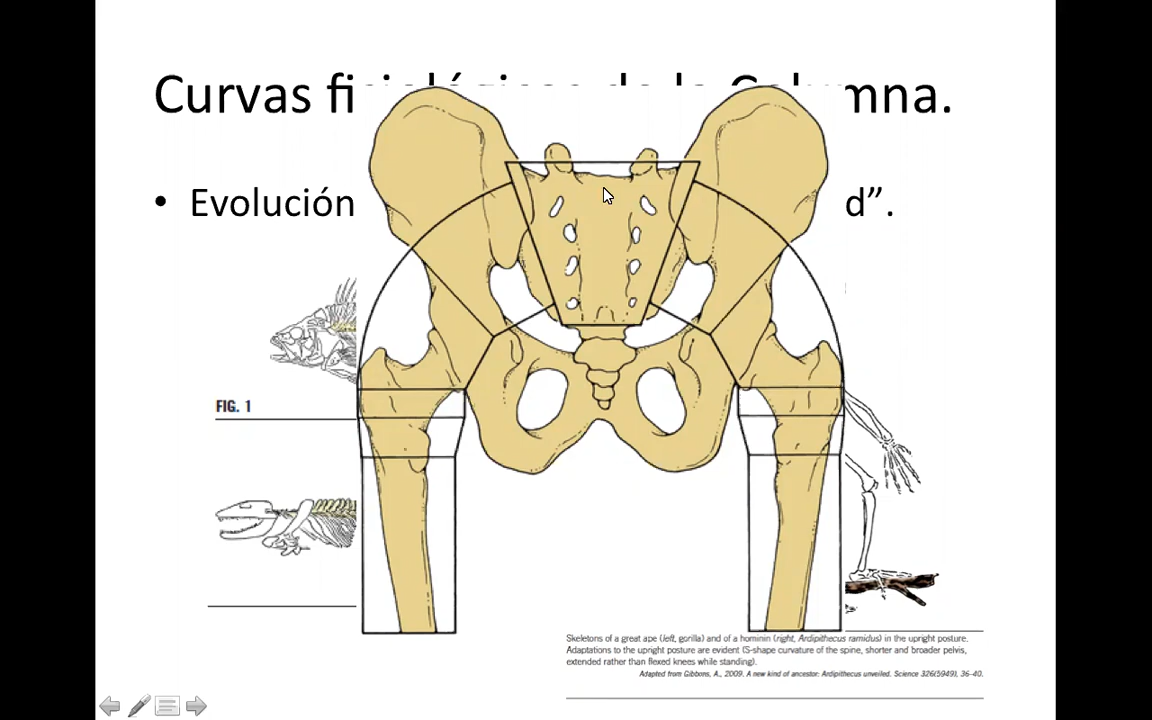 Curvas fi mna.
• Evolución d”.
FIG. 1
Skeletons of a great ape (left, gorilla) and of a hominin (right, Ardipithecus ramidus) in the upright posture.
Adaptations to the upright posture are evident (S-shape curvature of the spine, shorter and broader pelvis,
extended rather than flexed knees while standing).
Adapted from Gibbons, A., 2009. A new kind of ancestor: Ardipithecus unveiled. Science 326(5949), 36-40.